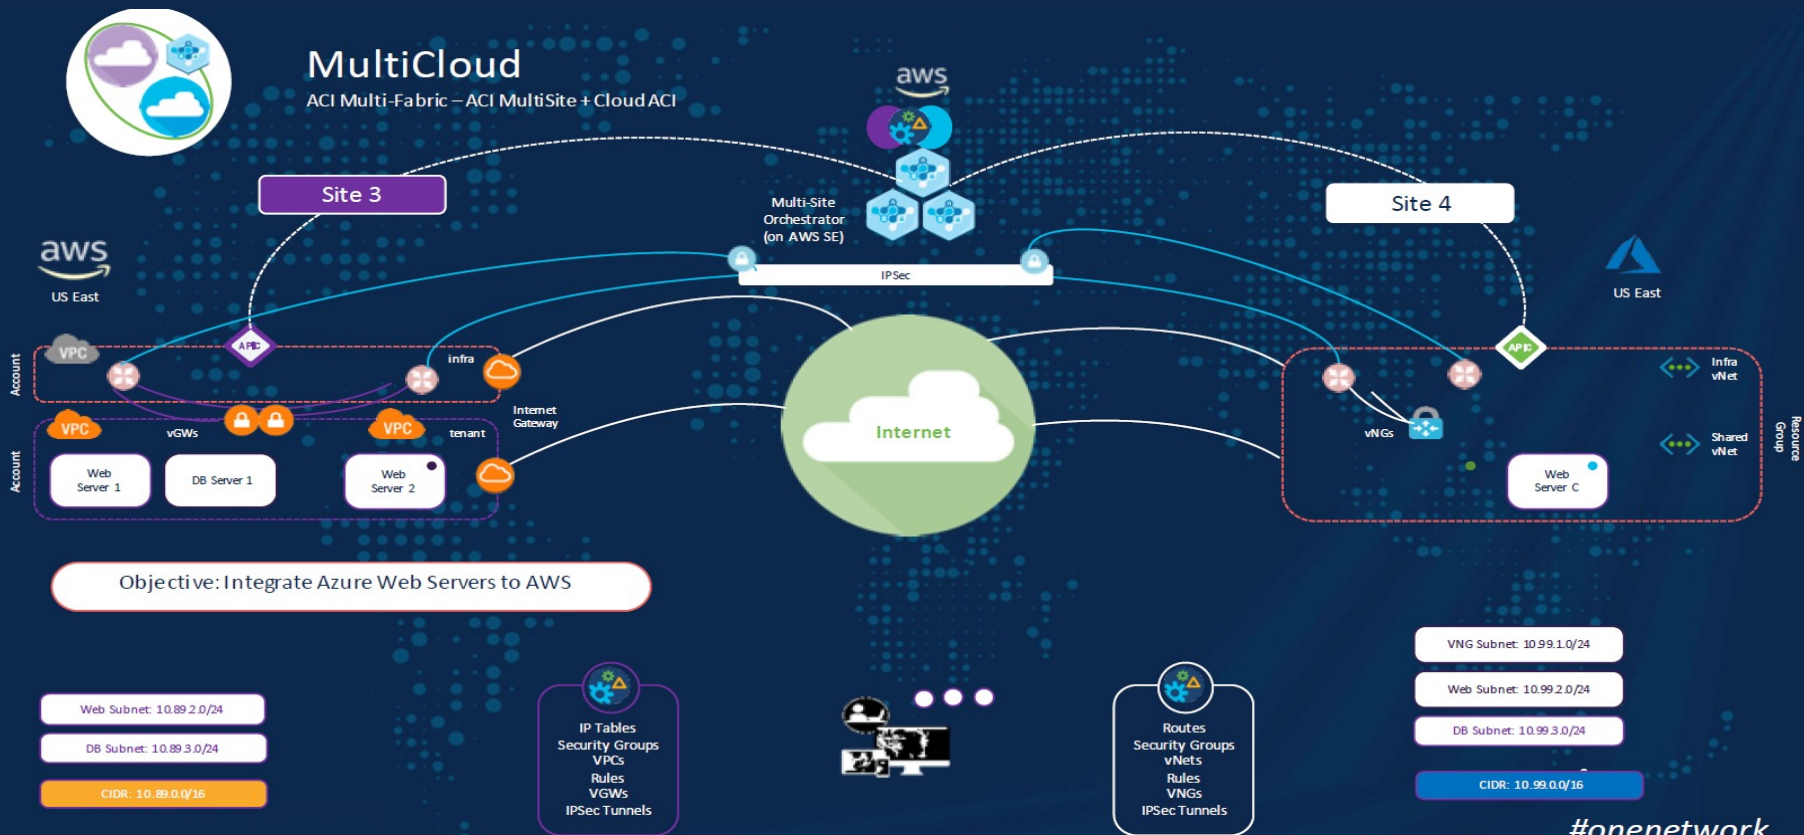 MultiCloud
ACI Multi-Fabric – ACI MultiSite + Cloud ACI
aws
Site 3
Site 4
Multi-Site
Orchestrator
(on AWS SE)
aws
US East
US East
IPSec
VPC
APIC
infra
Account
APIC
Infra
vNet
Internet
Gateway
VPC
vGWs
VPC
tenant
Account
Web
Server 1
DB Server 1
Web
Server 2
Internet
vNGs
Shared
vNet
Resource
Group
Web
Server C
Objective: Integrate Azure Web Servers to AWS
Web Subnet: 10.89.2.0/24
DB Subnet: 10.89.3.0/24
CIDR: 10.89.0.0/16
IP Tables
Security Groups
VPCs
Rules
VGWs
IPSec Tunnels
Routes
Security Groups
vNets
Rules
VNGs
IPSec Tunnels
VNG Subnet: 10.99.1.0/24
Web Subnet: 10.99.2.0/24
DB Subnet: 10.99.3.0/24
CIDR: 10.99.0.0/16
#onenetwork